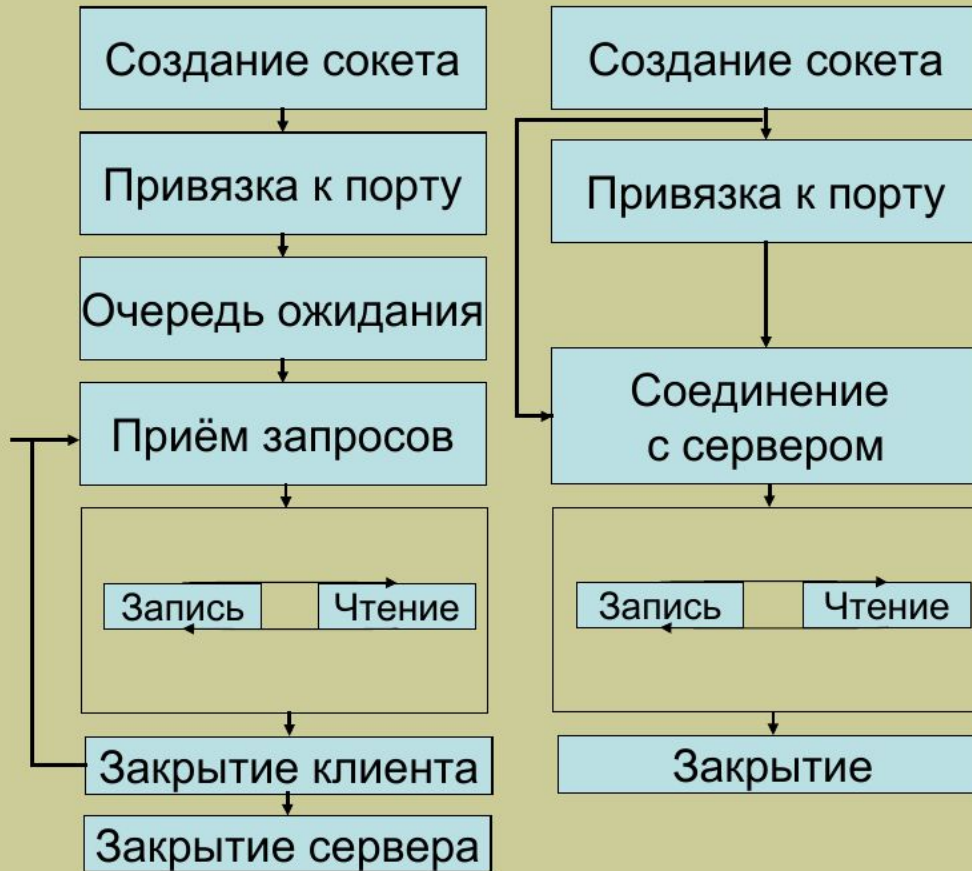 Создание сокета
Привязка к порту
Очередь ожидания
Приём запросов
Запись
Чтение
Закрытие клиента
Закрытие сервера
Создание сокета
Привязка к порту
Соединение
с сервером
Запись
Чтение
Закрытие